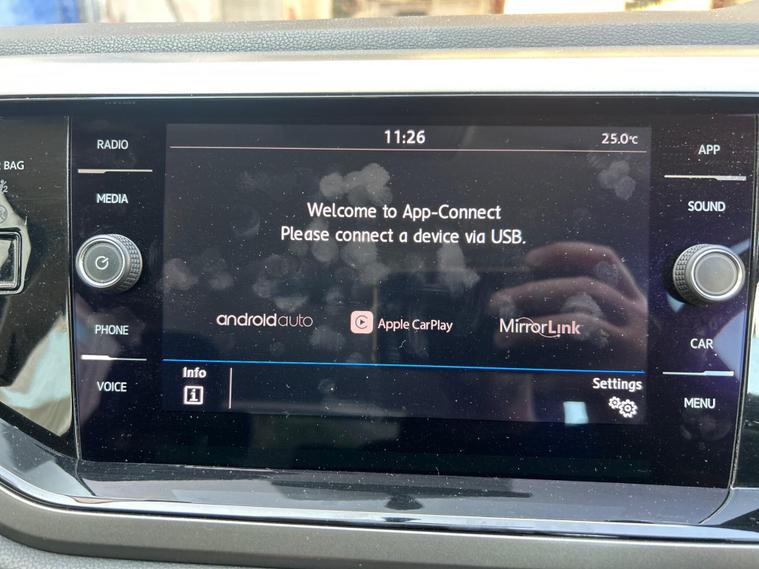 BAG
RADIO
MEDIA
PHONE
VOICE
11:26
25.0°C
Welcome to App-Connect
Please connect a device via USB.
androidauto
Apple CarPlay
MirrorLink
Info
i
Settings
APP
SOUND
CAR
MENU